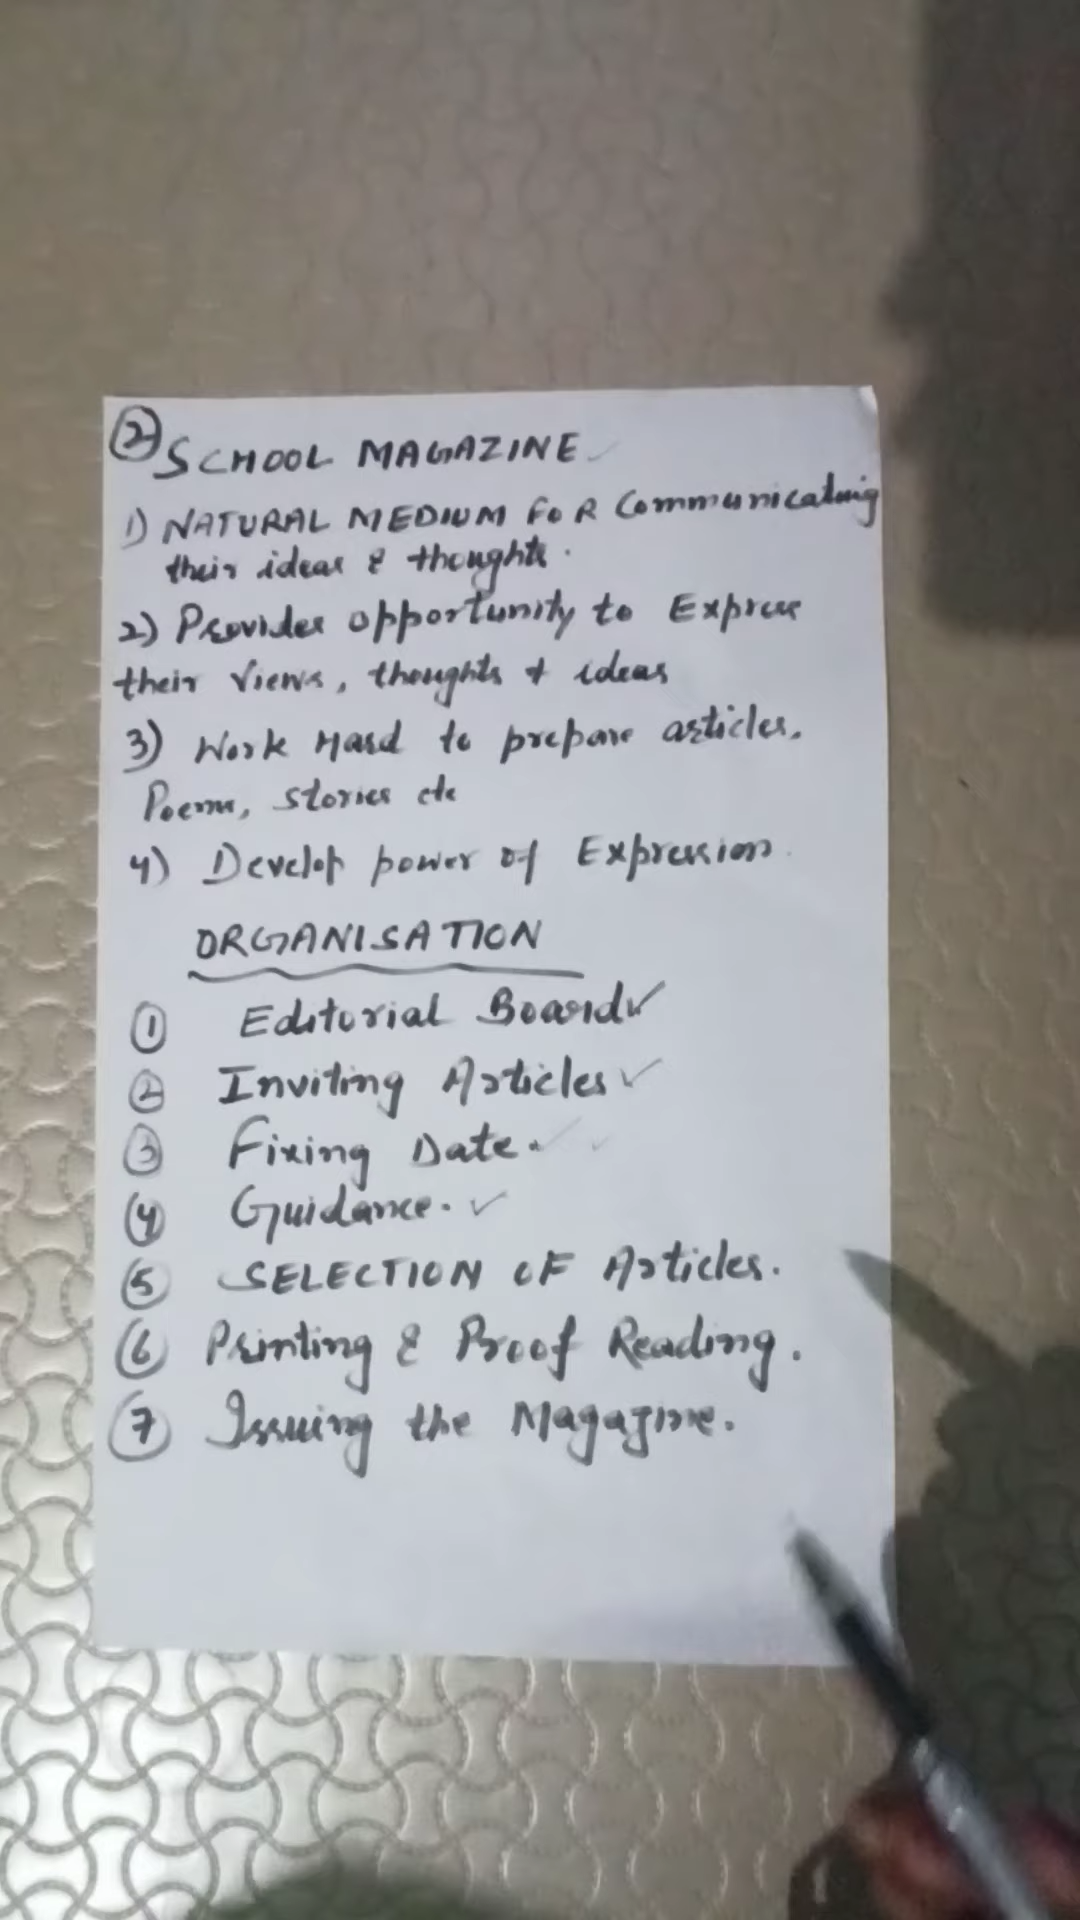 ② SCHOOL MAGAZINE
1) NATURAL MEDIUM FOR Communicating
their ideas & thoughts.
2) Provides opportunity to Express
their views, thoughts & ideas
3) Work Hard to prepare articles,
Poems, stories etc
4) Develop power of Expression.
ORGANISATION
① Editorial Board ✓
② Inviting Articles ✓
③ Fixing Date. ✓
④ Guidance. ✓
⑤ SELECTION OF Articles.
⑥ Printing & Proof Reading.
⑦ Issuing the Magazine.